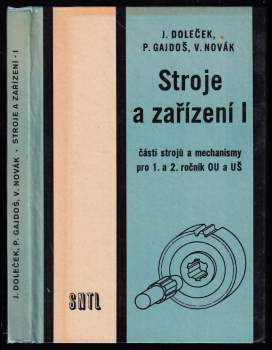 J. DOLEČEK, P. GAJDOŠ, V. NOVÁK - STROJE A ZAŘÍZENÍ - I
J. DOLEČEK,
P. GAJDOŠ, V. NOVÁK
Stroje
a zařízení I
části strojů a mechanismy
pro 1. a 2. ročník OU a UŠ
SNTL